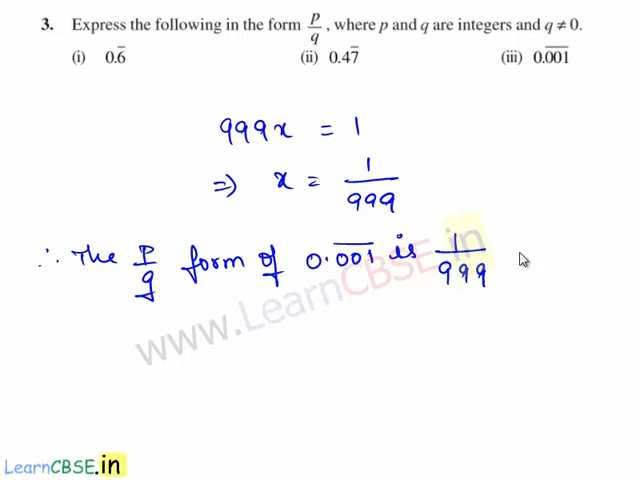 3. Express the following in the form p/q, where p and q are integers and q ≠ 0.
(i) 0.6̅ (ii) 0.47̅ (iii) 0.0̅0̅1̅
999x = 1
⇒ x = 1/999
∴ The p/q form of 0.0̅0̅1̅ is 1/999
www.LearnCBSE.in
LearnCBSE.in